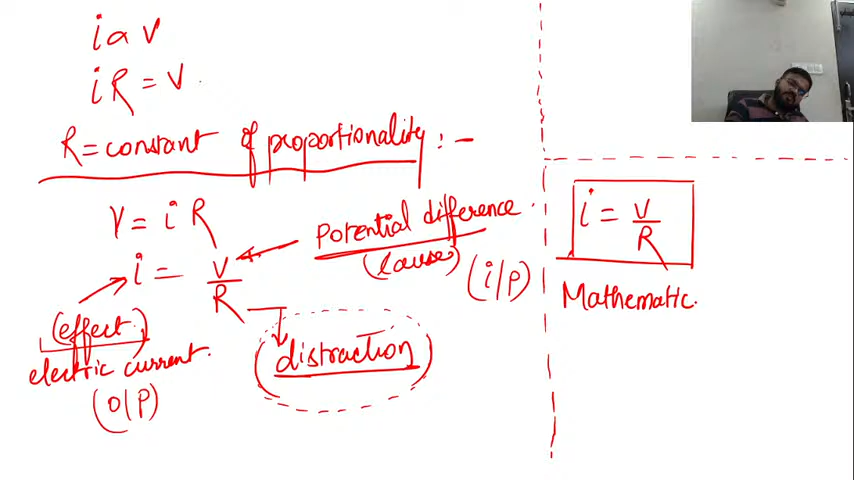 i α V
iR = V
R = constant of proportionality : -
V = i R
i = V/R
Potential difference
(cause)
(i/p)
(effect)
electric current.
(o/p)
distraction
i = V/R
Mathematic.